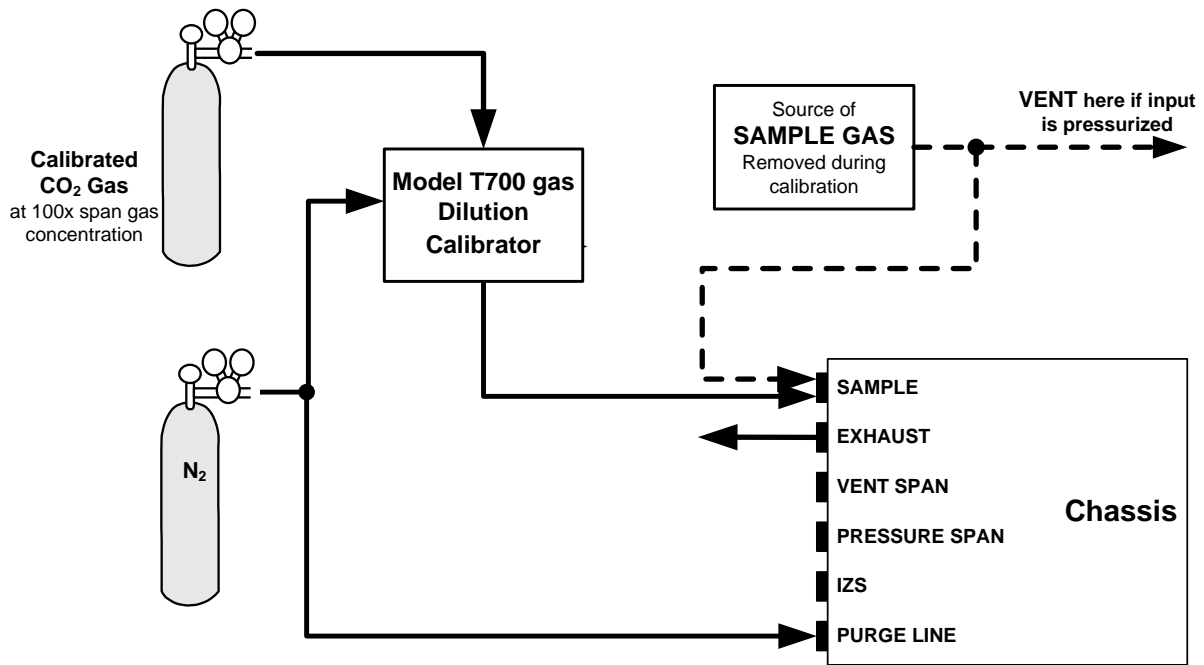 Calibrated
CO₂ Gas
at 100x span gas
concentration
Model T700 gas
Dilution
Calibrator
Source of
SAMPLE GAS
Removed during
calibration
VENT here if input
is pressurized
N₂
SAMPLE
EXHAUST
VENT SPAN
PRESSURE SPAN
IZS
PURGE LINE
Chassis